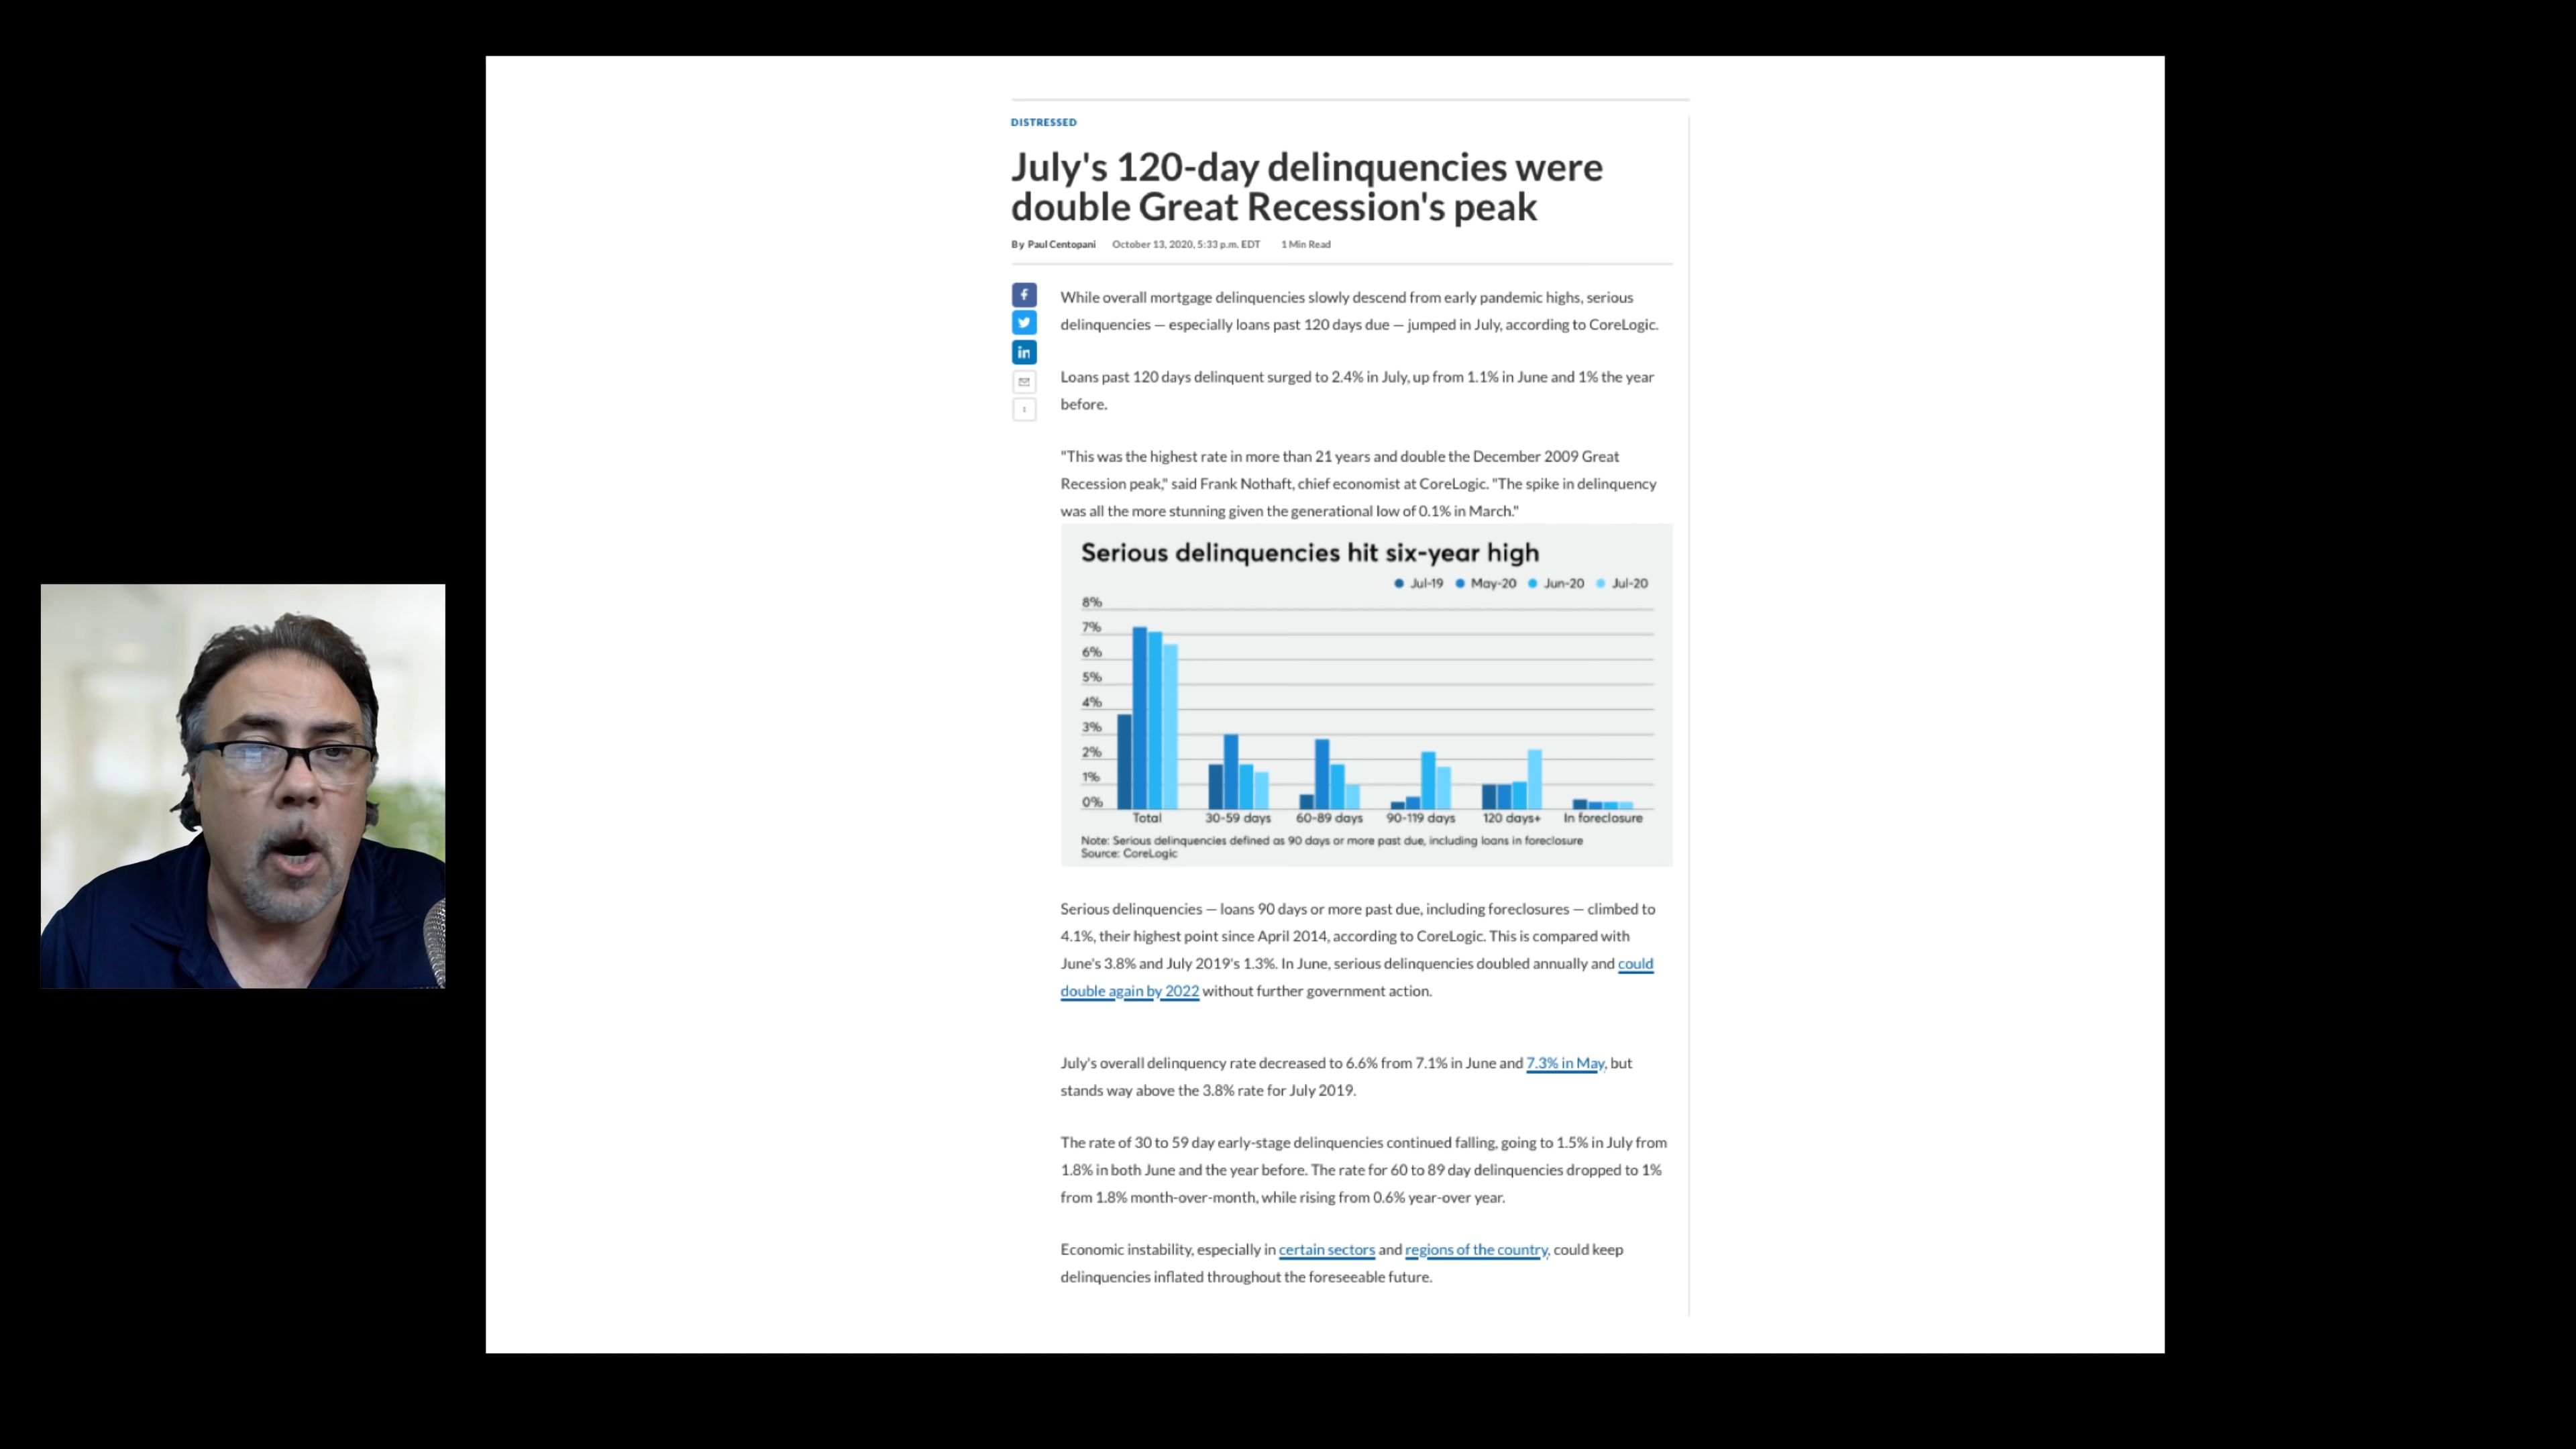 DISTRESSED
July's 120-day delinquencies were
double Great Recession's peak
By Paul Centopani October 13, 2020, 5:33 p.m. EDT 1 Min Read
While overall mortgage delinquencies slowly descend from early pandemic highs, serious
delinquencies — especially loans past 120 days due — jumped in July, according to CoreLogic.
Loans past 120 days delinquent surged to 2.4% in July, up from 1.1% in June and 1% the year
before.
"This was the highest rate in more than 21 years and double the December 2009 Great
Recession peak," said Frank Nothaft, chief economist at CoreLogic. "The spike in delinquency
was all the more stunning given the generational low of 0.1% in March."
Serious delinquencies hit six-year high
Jul-19 May-20 Jun-20 Jul-20
8%
7%
6%
5%
4%
3%
2%
1%
0%
Total 30-59 days 60-89 days 90-119 days 120 days+ In foreclosure
Note: Serious delinquencies defined as 90 days or more past due, including loans in foreclosure
Source: CoreLogic
Serious delinquencies — loans 90 days or more past due, including foreclosures — climbed to
4.1%, their highest point since April 2014, according to CoreLogic. This is compared with
June's 3.8% and July 2019's 1.3%. In June, serious delinquencies doubled annually and could
double again by 2022 without further government action.
July's overall delinquency rate decreased to 6.6% from 7.1% in June and 7.3% in May, but
stands way above the 3.8% rate for July 2019.
The rate of 30 to 59 day early-stage delinquencies continued falling, going to 1.5% in July from
1.8% in both June and the year before. The rate for 60 to 89 day delinquencies dropped to 1%
from 1.8% month-over-month, while rising from 0.6% year-over year.
Economic instability, especially in certain sectors and regions of the country, could keep
delinquencies inflated throughout the foreseeable future.